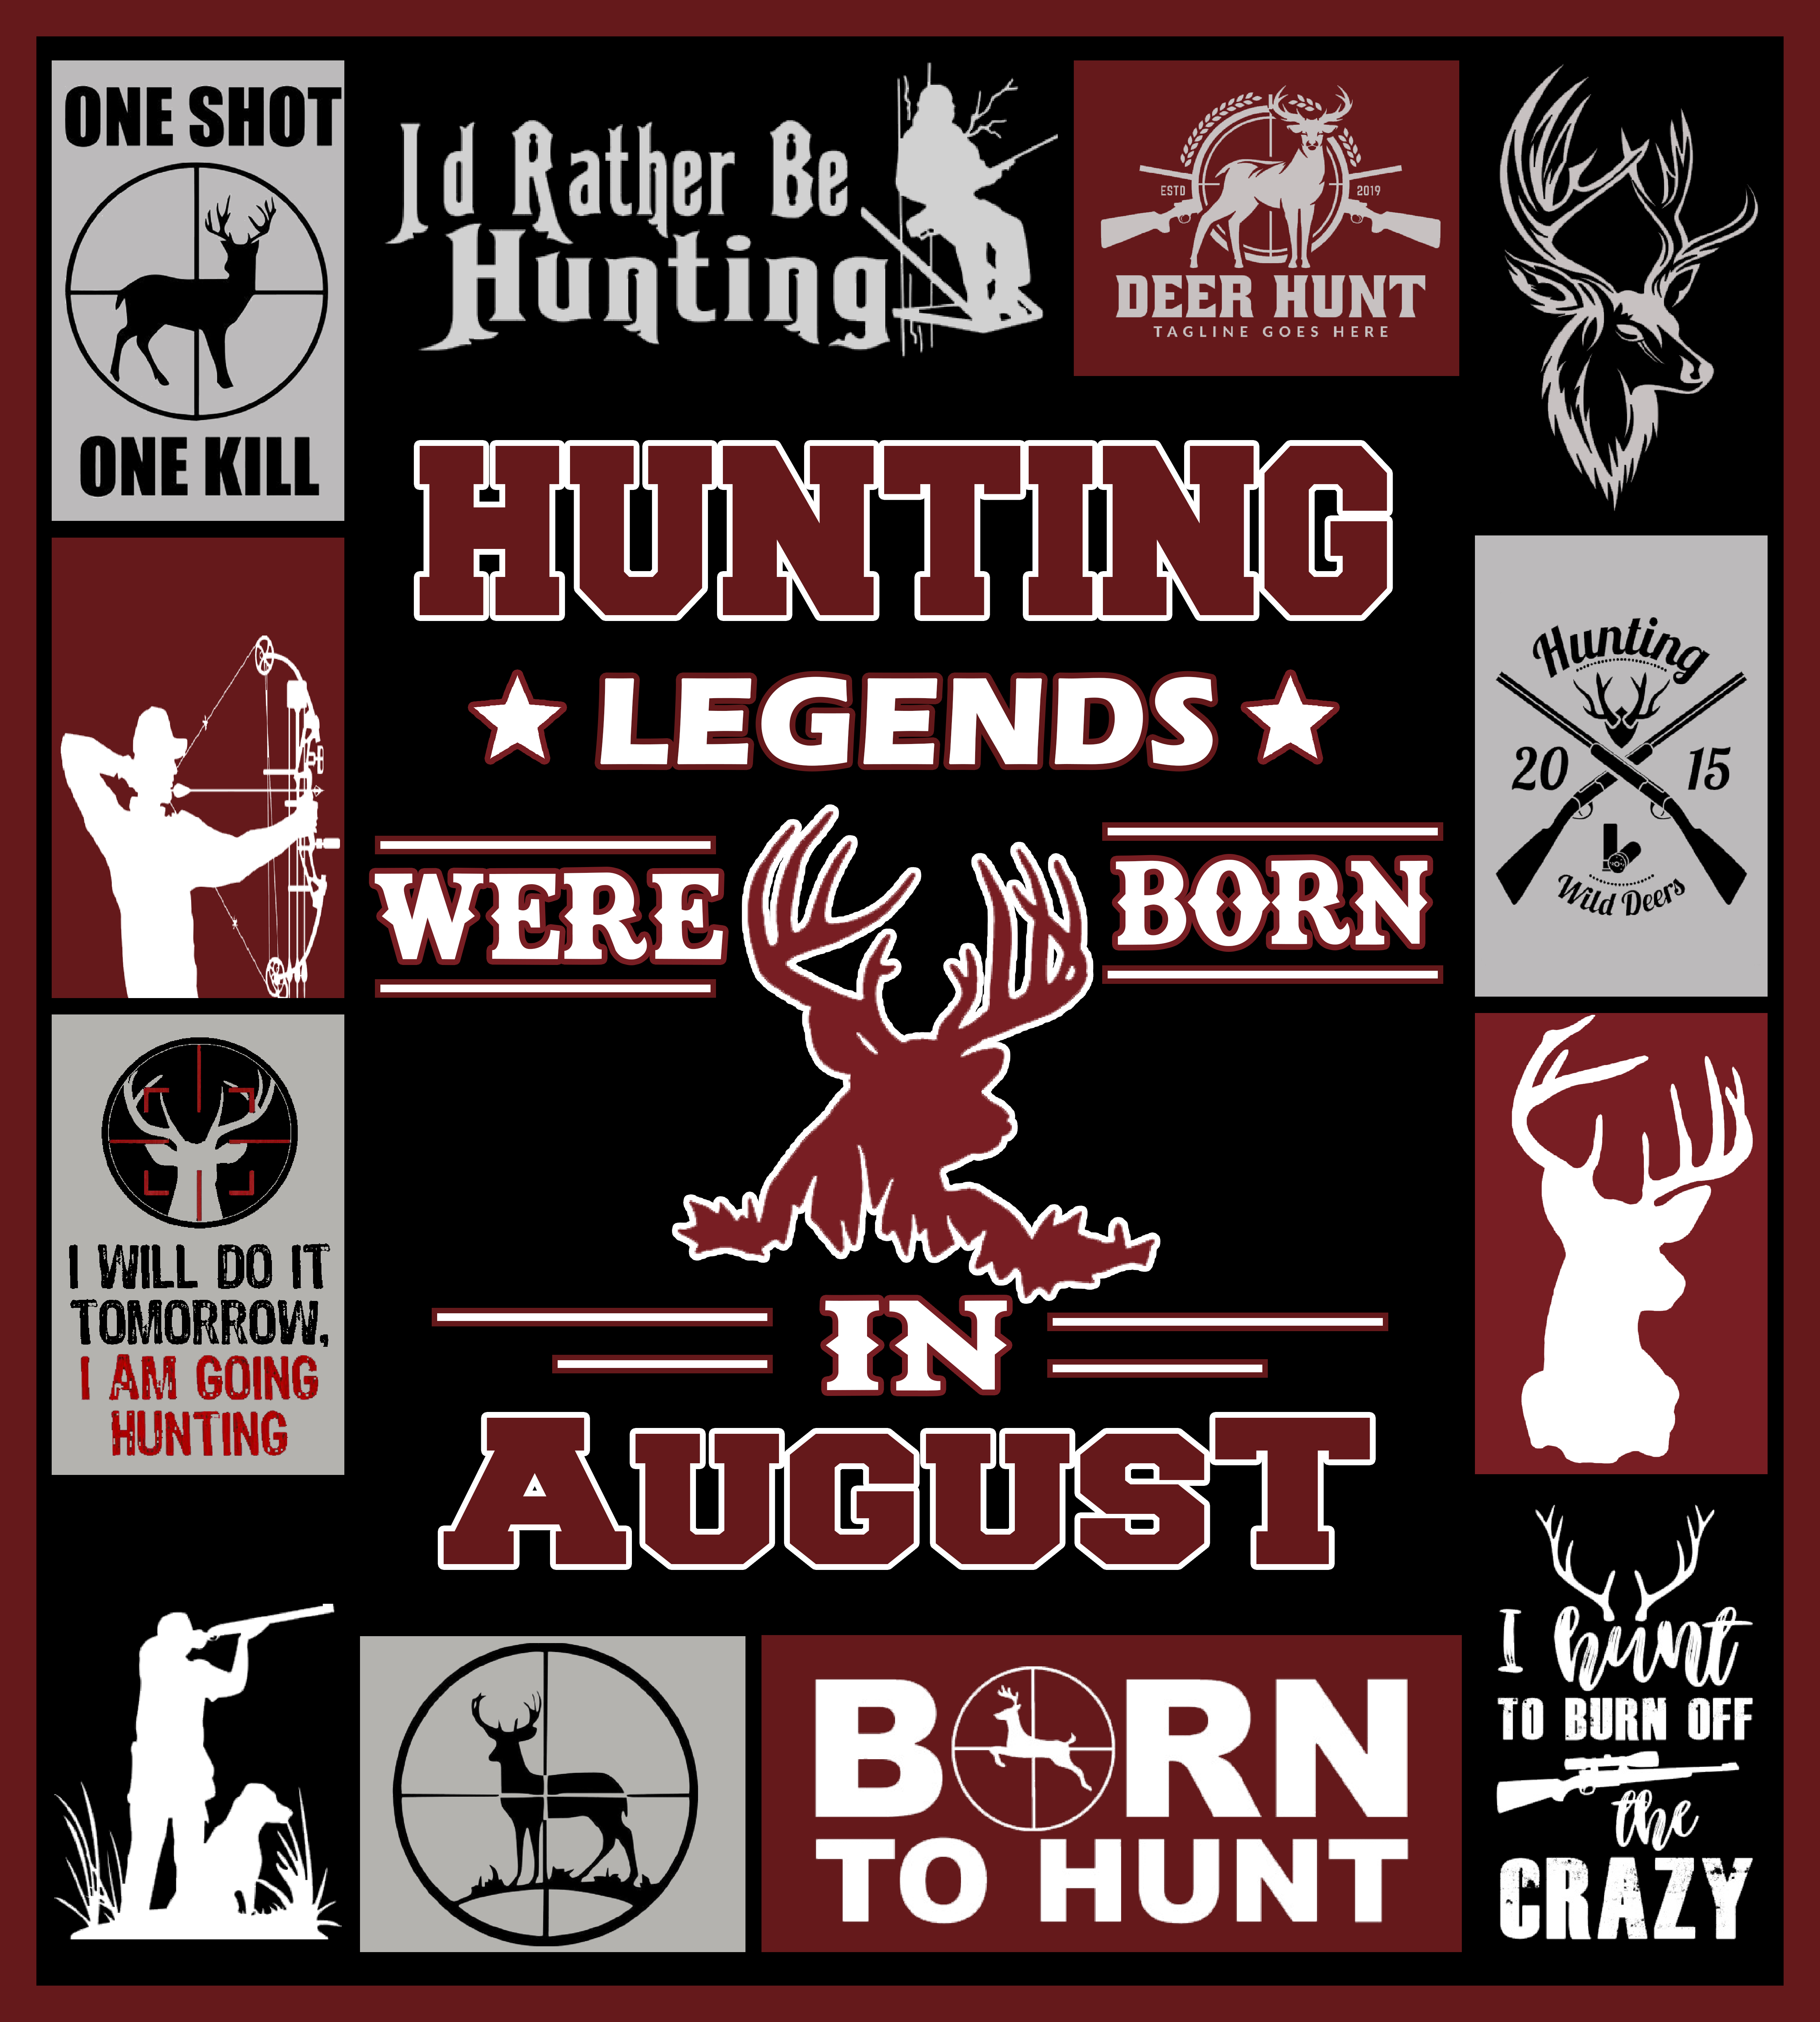 ONE SHOT
ONE KILL
I'd Rather Be
Hunting
ESTD 2019
DEER HUNT
TAGLINE GOES HERE
HUNTING
LEGENDS
WERE BORN
IN
AUGUST
Hunting
20 15
Wild Deers
I WILL DO IT
TOMORROW,
I AM GOING
HUNTING
BORN
TO HUNT
I hunt
TO BURN OFF
the
CRAZY